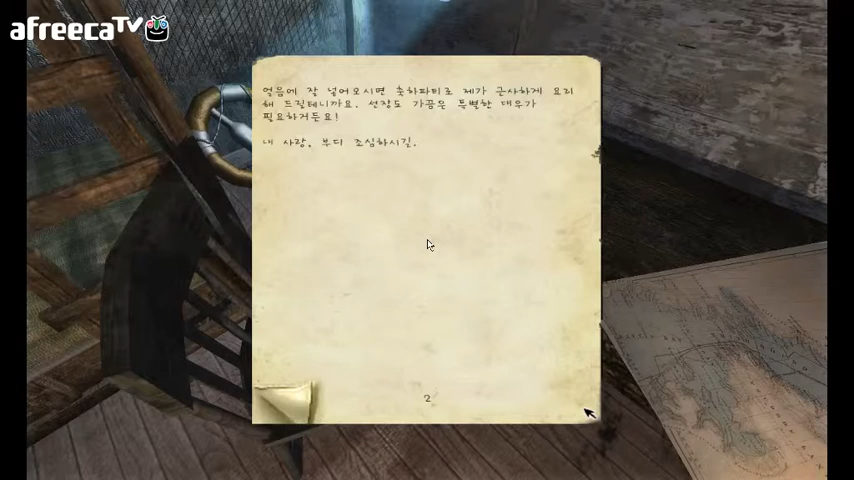 afreecaTV
얼음에 잘 넣어오시면 축하파티로 제가 근사하게 요리
해 드릴테니까요. 선장도 가끔은 특별한 대우가
필요하거든요!
내 사랑, 부디 조심하시길.
2